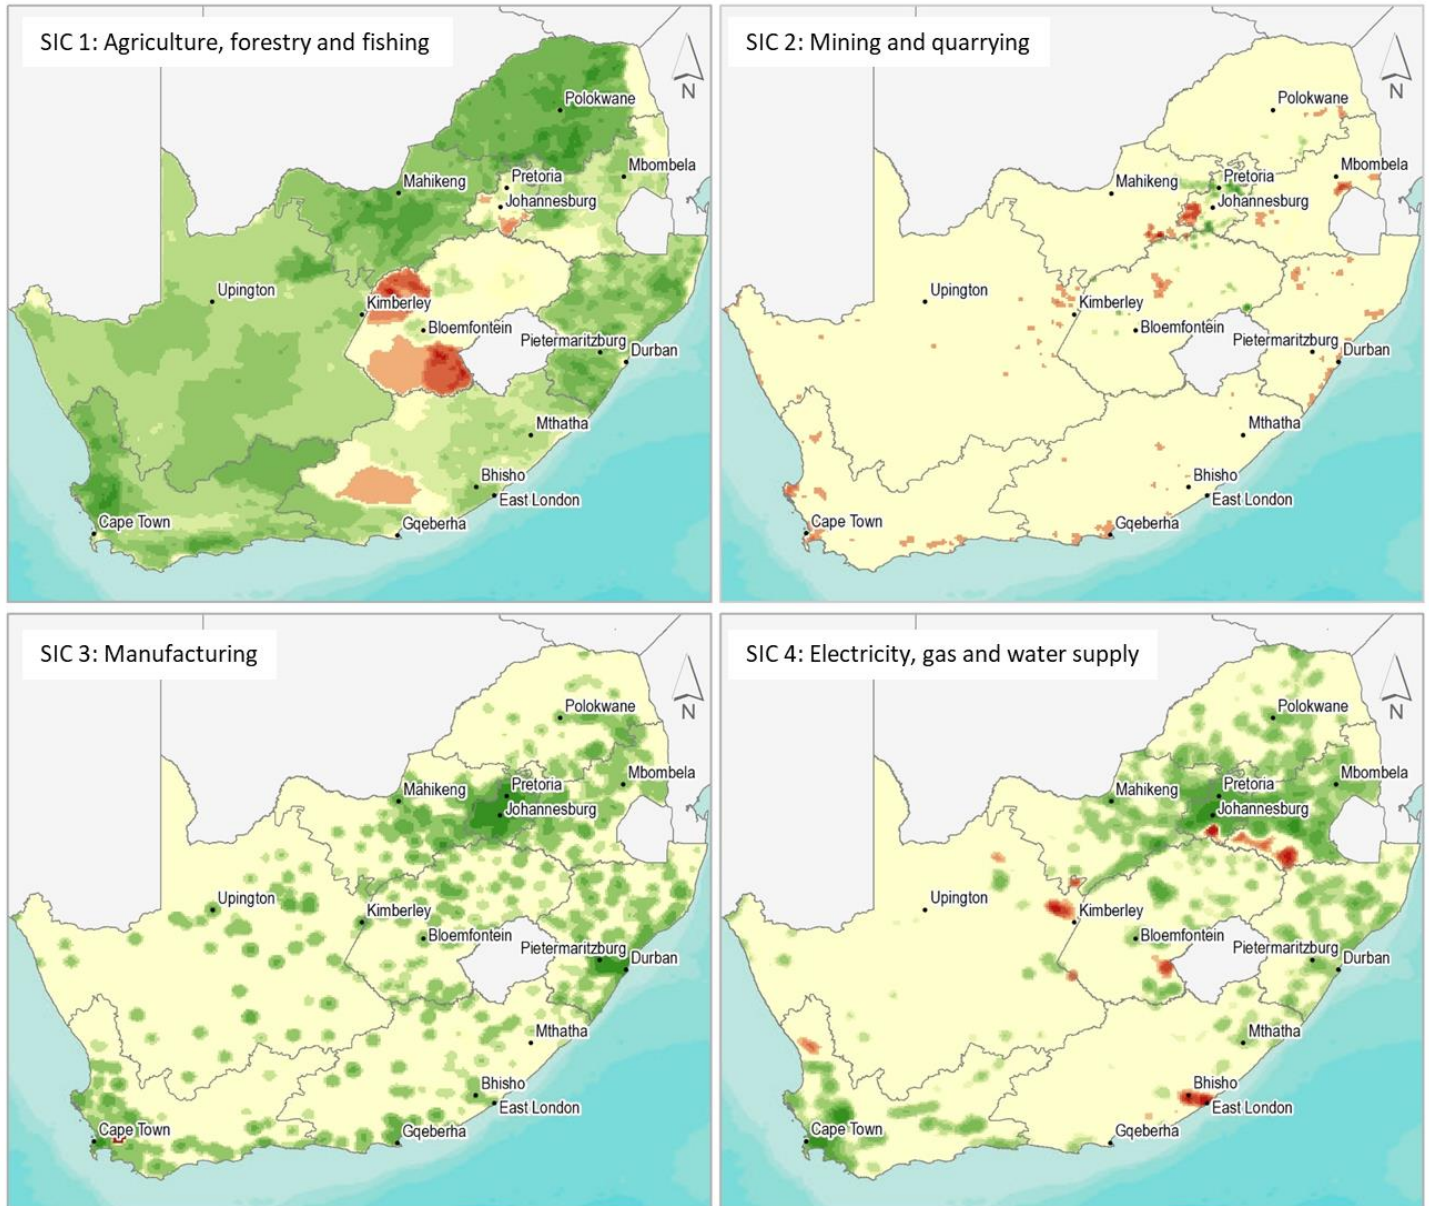 SIC 1: Agriculture, forestry and fishing
N
Polokwane
Mbombela
Pretoria
Mahikeng
Johannesburg
Upington
Kimberley
Bloemfontein
Pietermaritzburg
Durban
Mthatha
Bhisho
East London
Cape Town
Gqeberha
SIC 2: Mining and quarrying
N
Polokwane
Mbombela
Pretoria
Mahikeng
Johannesburg
Upington
Kimberley
Bloemfontein
Pietermaritzburg
Durban
Mthatha
Bhisho
East London
Cape Town
Gqeberha
SIC 3: Manufacturing
N
Polokwane
Mbombela
Pretoria
Mahikeng
Johannesburg
Upington
Kimberley
Bloemfontein
Pietermaritzburg
Durban
Mthatha
Bhisho
East London
Cape Town
Gqeberha
SIC 4: Electricity, gas and water supply
N
Polokwane
Mbombela
Pretoria
Mahikeng
Johannesburg
Upington
Kimberley
Bloemfontein
Pietermaritzburg
Durban
Mthatha
Bhisho
East London
Cape Town
Gqeberha